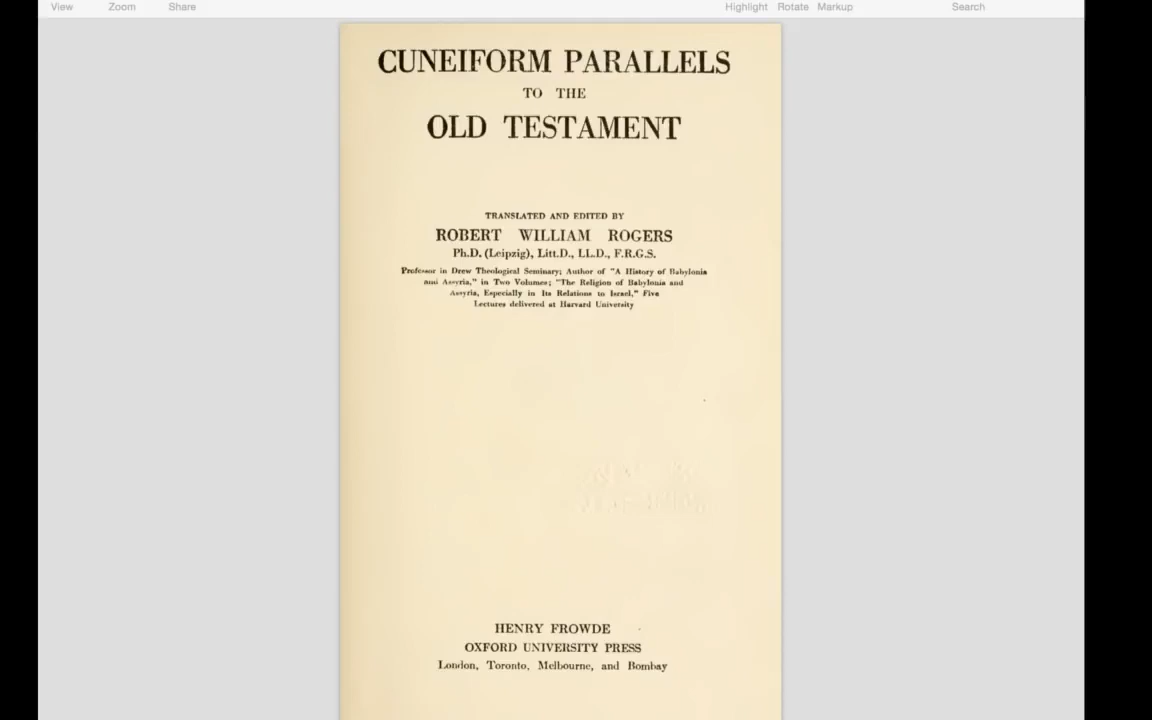 View Zoom Share Highlight Rotate Markup Search
CUNEIFORM PARALLELS
TO THE
OLD TESTAMENT
TRANSLATED AND EDITED BY
ROBERT WILLIAM ROGERS
Ph.D. (Leipzig), Litt.D., LL.D., F.R.G.S.
Professor in Drew Theological Seminary; Author of "A History of Babylonia
and Assyria," in Two Volumes; "The Religion of Babylonia and
Assyria, Especially in Its Relations to Israel," Five
Lectures delivered at Harvard University
HENRY FROWDE
OXFORD UNIVERSITY PRESS
London, Toronto, Melbourne, and Bombay